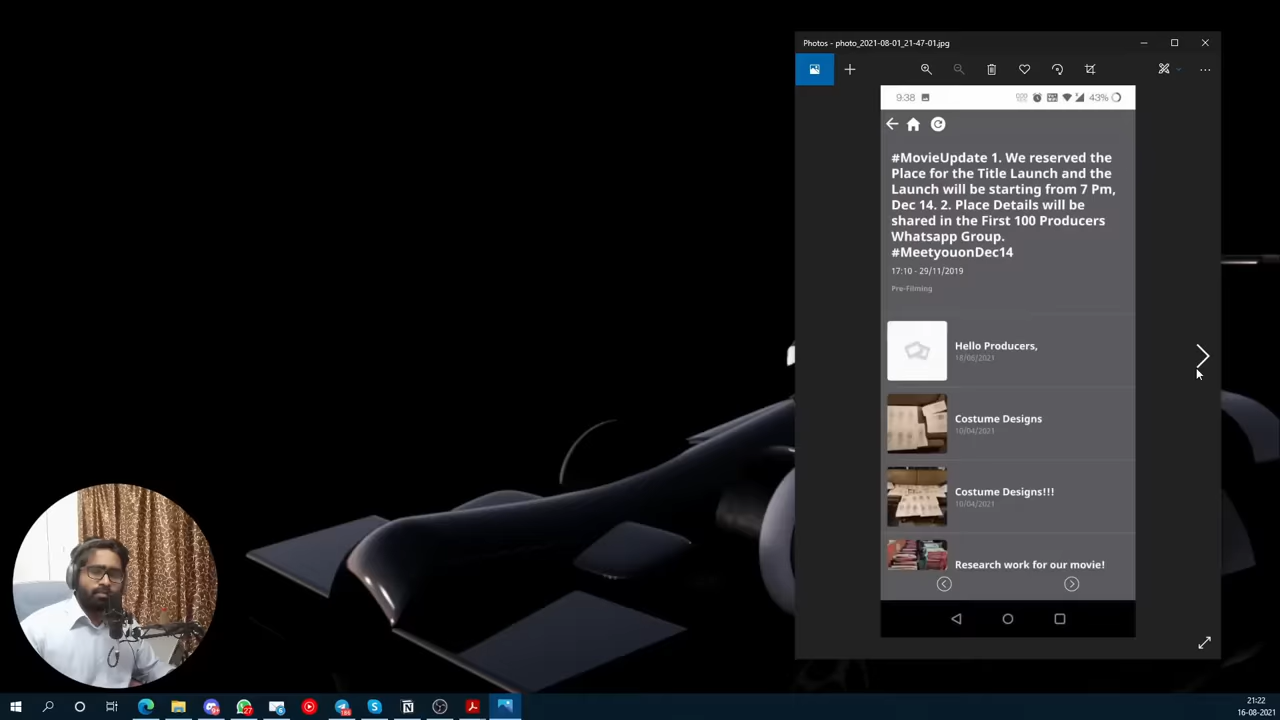 Photos - photo_2021-08-01_21-47-01.jpg
9:38
43%
#MovieUpdate 1. We reserved the
Place for the Title Launch and the
Launch will be starting from 7 Pm,
Dec 14. 2. Place Details will be
shared in the First 100 Producers
Whatsapp Group.
#MeetyouonDec14
17:10 - 29/11/2019
Pre-Filming
Hello Producers,
18/06/2021
Costume Designs
10/04/2021
Costume Designs!!!
10/04/2021
Research work for our movie!
21:22
16-08-2021